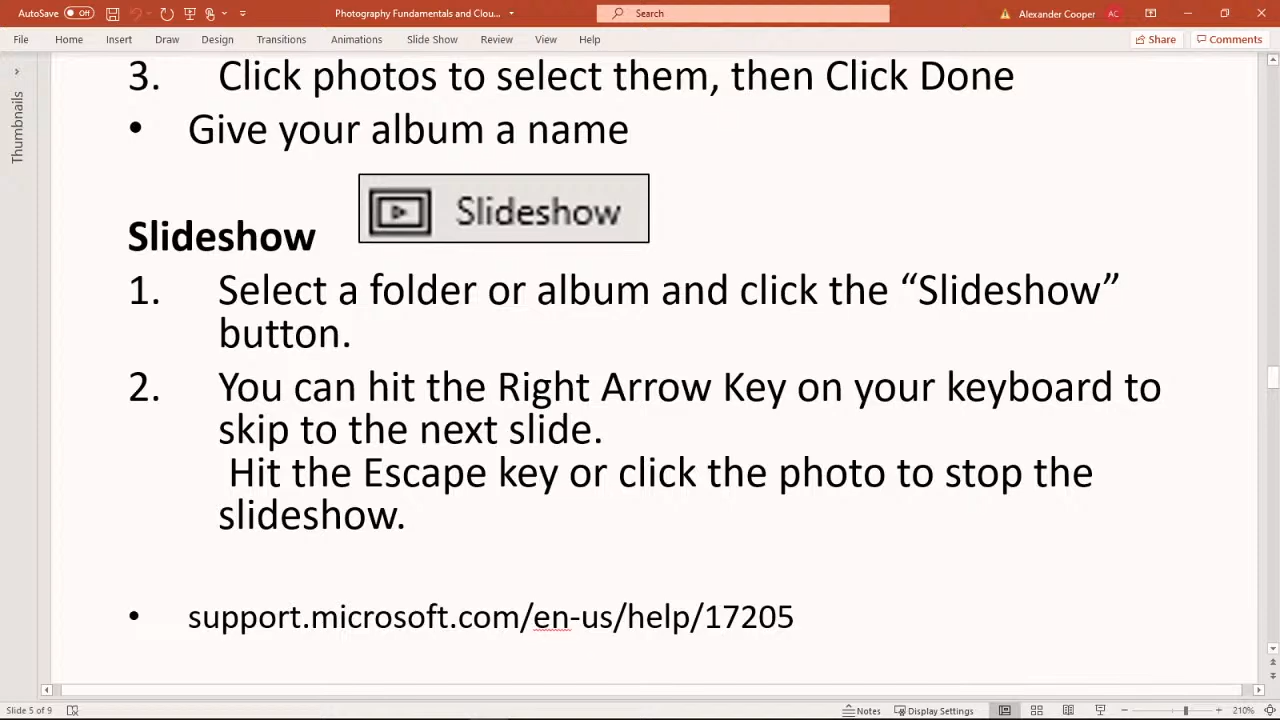 AutoSave Off Photography Fundamentals and Clou... Search Alexander Cooper AC
File Home Insert Draw Design Transitions Animations Slide Show Review View Help Share Comments
Thumbnails
3. Click photos to select them, then Click Done
• Give your album a name
Slideshow
Slideshow
1. Select a folder or album and click the “Slideshow”
button.
2. You can hit the Right Arrow Key on your keyboard to
skip to the next slide.
Hit the Escape key or click the photo to stop the
slideshow.
• support.microsoft.com/en-us/help/17205
Slide 5 of 9 Notes Display Settings 210%